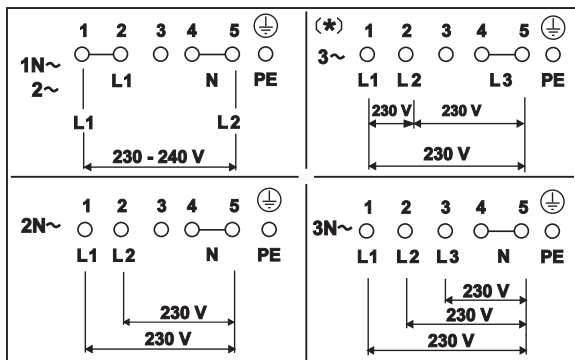 1 2 3 4 5
1N~
2~
L1 N PE
L1 L2
230 - 240 V
(*)
1 2 3 4 5
3~
L1 L2 L3 PE
230 V 230 V
230 V
1 2 3 4 5
2N~
L1 L2 N PE
230 V
230 V
1 2 3 4 5
3N~
L1 L2 L3 N PE
230 V
230 V
230 V